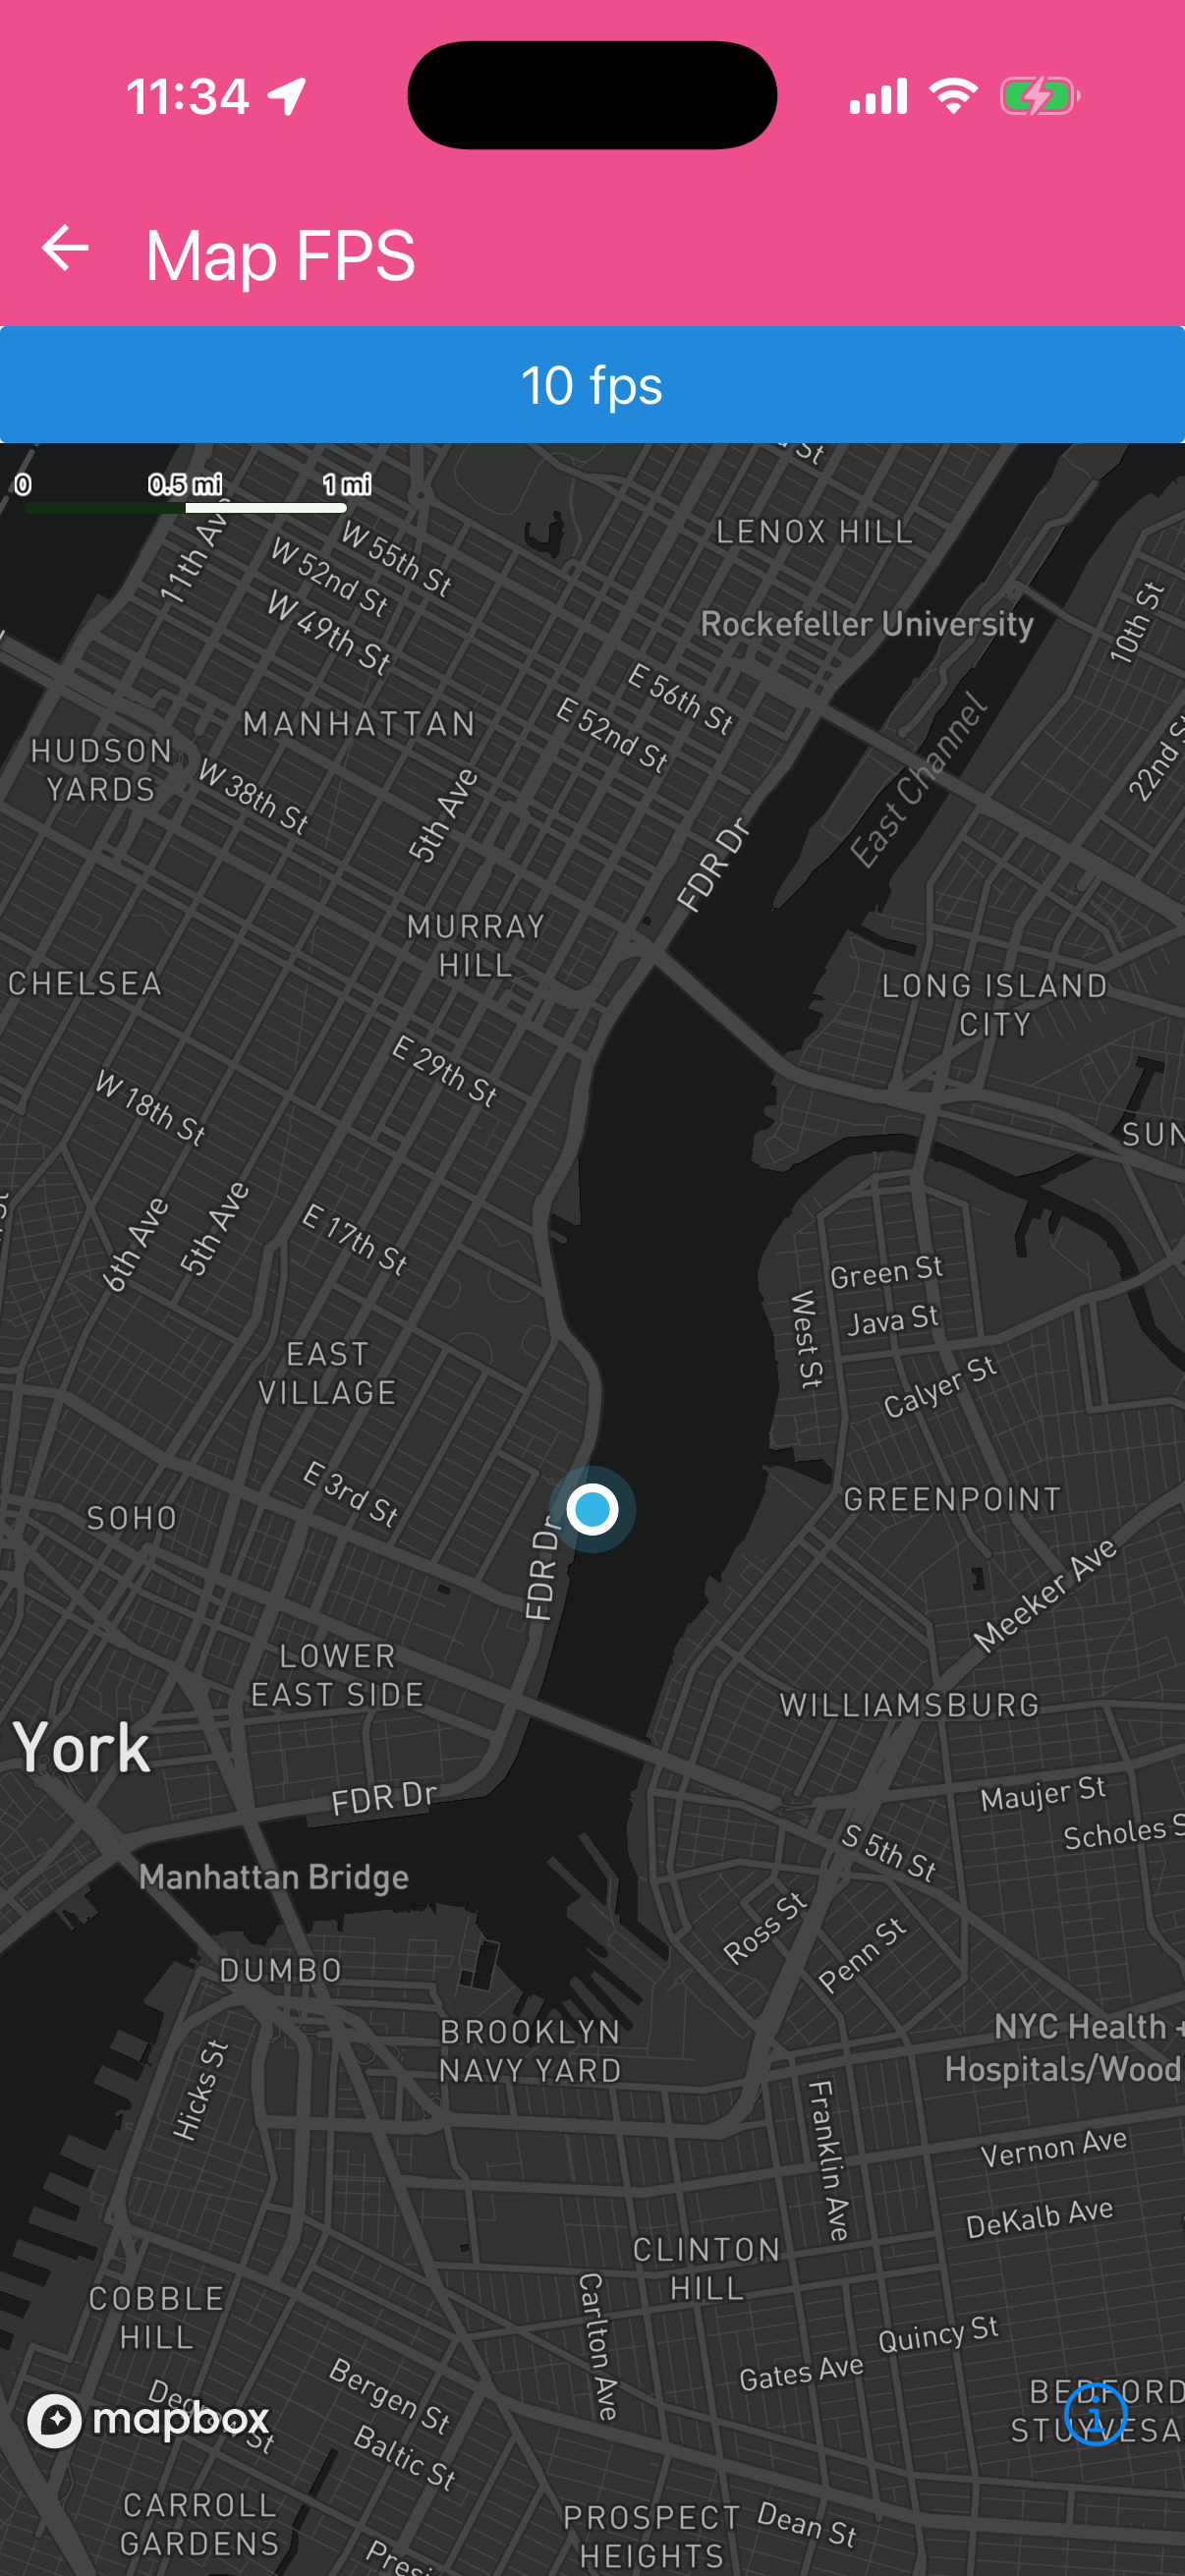 11:34
Map FPS
10 fps
0 0.5 mi 1 mi
St
11th Ave
W 55th St
W 52nd St
W 49th St
LENOX HILL
Rockefeller University
10th St
E 56th St
E 52nd St
MANHATTAN
HUDSON
YARDS
W 38th St
5th Ave
East Channel
22nd St
FDR Dr
MURRAY
HILL
CHELSEA
LONG ISLAND
CITY
E 29th St
W 18th St
SUN
6th Ave
5th Ave
E 17th St
Green St
Java St
West St
Calyer St
EAST
VILLAGE
E 3rd St
SOHO
GREENPOINT
FDR Dr
Meeker Ave
LOWER
EAST SIDE
WILLIAMSBURG
York
FDR Dr
Maujer St
Scholes S
S 5th St
Manhattan Bridge
Ross St
Penn St
DUMBO
BROOKLYN
NAVY YARD
NYC Health +
Hospitals/Wood
Hicks St
Franklin Ave
Vernon Ave
DeKalb Ave
CLINTON
HILL
COBBLE
HILL
Carlton Ave
Quincy St
Gates Ave
Bergen St
BEDFORD
STUYVESA
mapbox
Baltic St
CARROLL
GARDENS
PROSPECT
HEIGHTS
Dean St
Presi